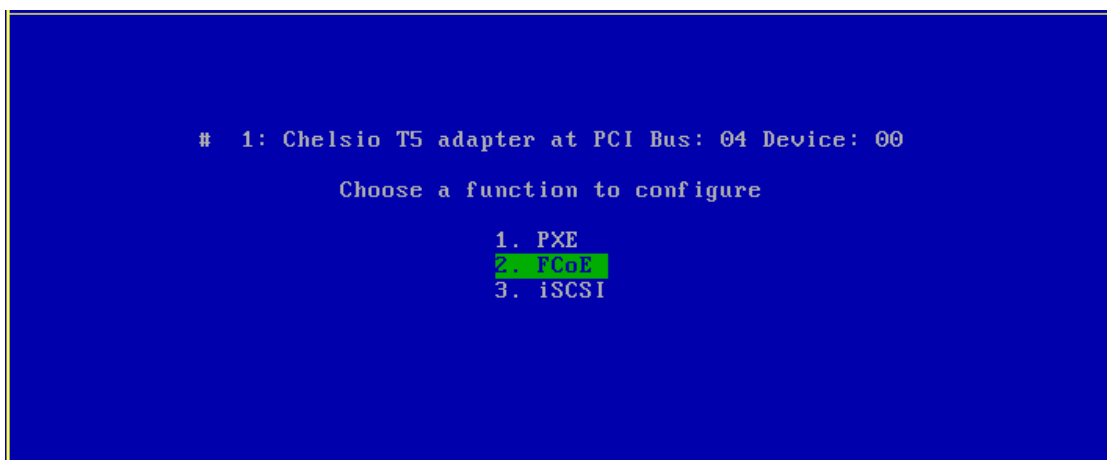 # 1: Chelsio T5 adapter at PCI Bus: 04 Device: 00
Choose a function to configure
1. PXE
2. FCoE
3. iSCSI